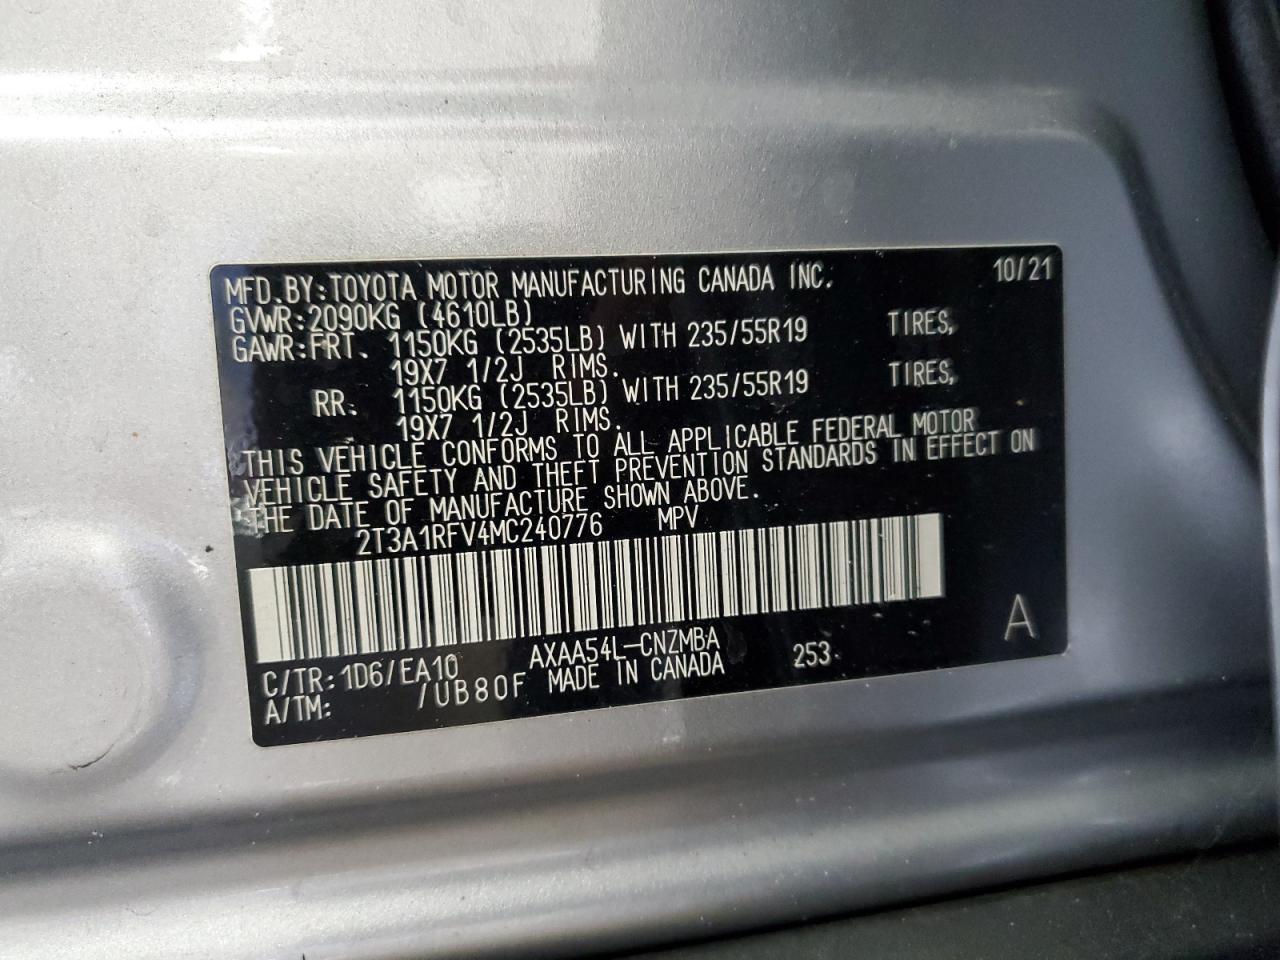 MFD.BY:TOYOTA MOTOR MANUFACTURING CANADA INC. 10/21
GVWR:2090KG (4610LB)
GAWR:FRT. 1150KG (2535LB) WITH 235/55R19 TIRES,
19X7 1/2J RIMS.
RR. 1150KG (2535LB) WITH 235/55R19 TIRES,
19X7 1/2J RIMS.
THIS VEHICLE CONFORMS TO ALL APPLICABLE FEDERAL MOTOR
VEHICLE SAFETY AND THEFT PREVENTION STANDARDS IN EFFECT ON
THE DATE OF MANUFACTURE SHOWN ABOVE.
2T3A1RFV4MC240776 MPV
C/TR:1D6/EA10 AXAA54L-CNZMBA 253 A
A/TM: /UB80F MADE IN CANADA